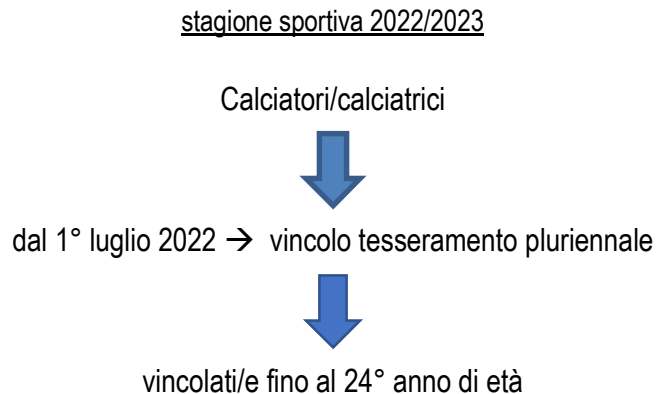 stagione sportiva 2022/2023
Calciatori/calciatrici
dal 1° luglio 2022 → vincolo tesseramento pluriennale
vincolati/e fino al 24° anno di età